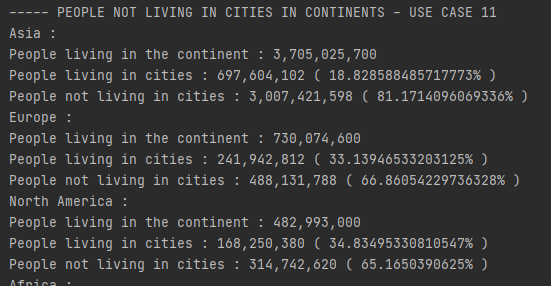 ----- PEOPLE NOT LIVING IN CITIES IN CONTINENTS - USE CASE 11
Asia :
People living in the continent : 3,705,025,700
People living in cities : 697,604,102 ( 18.828588485717773% )
People not living in cities : 3,007,421,598 ( 81.1714096069336% )
Europe :
People living in the continent : 730,074,600
People living in cities : 241,942,812 ( 33.13946533203125% )
People not living in cities : 488,131,788 ( 66.86054229736328% )
North America :
People living in the continent : 482,993,000
People living in cities : 168,250,380 ( 34.83495330810547% )
People not living in cities : 314,742,620 ( 65.1650390625% )
Africa :